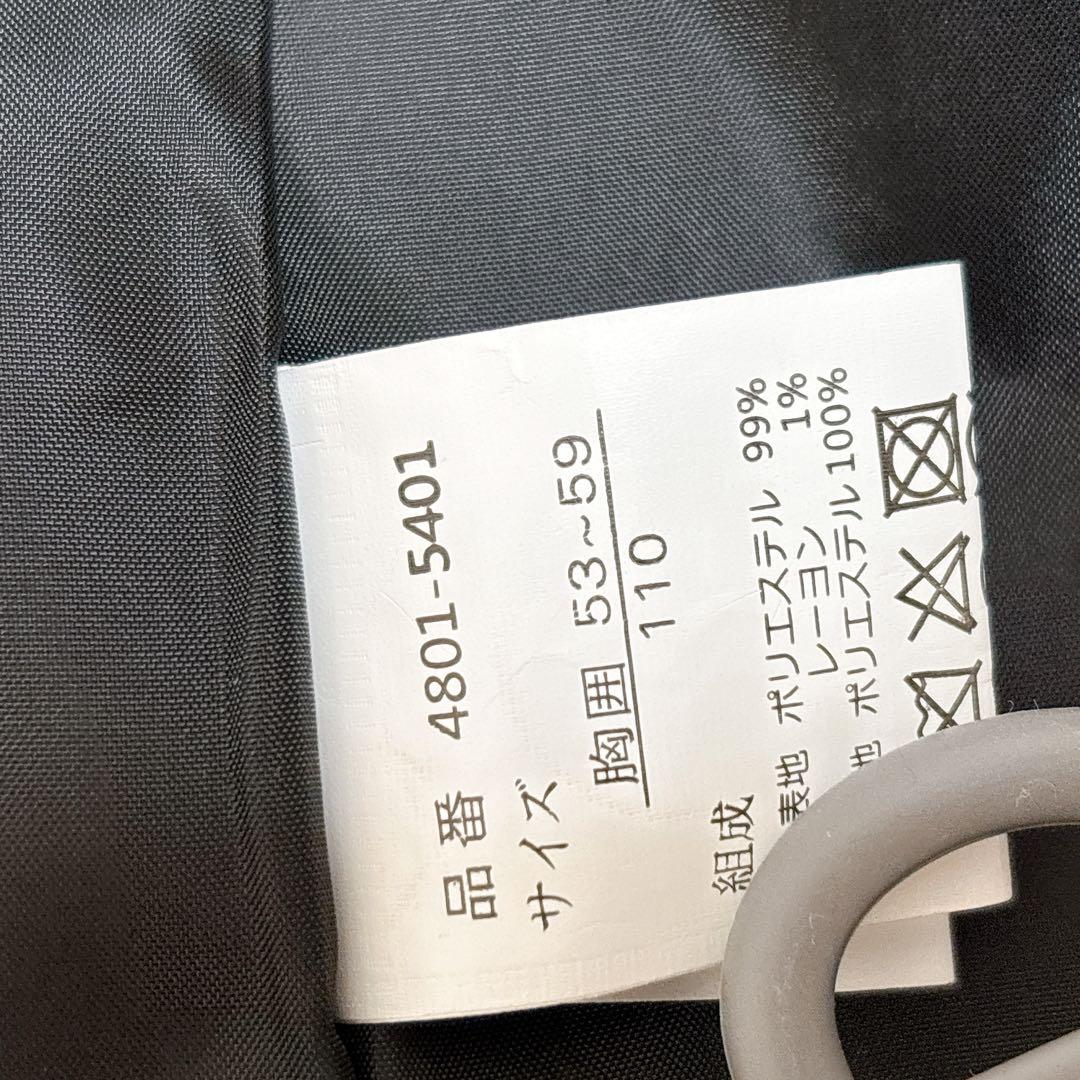 品番 4801-5401
サイズ
胸囲 53~59
110
組成
表地 ポリエステル 99%
レーヨン 1%
地 ポリエステル 100%